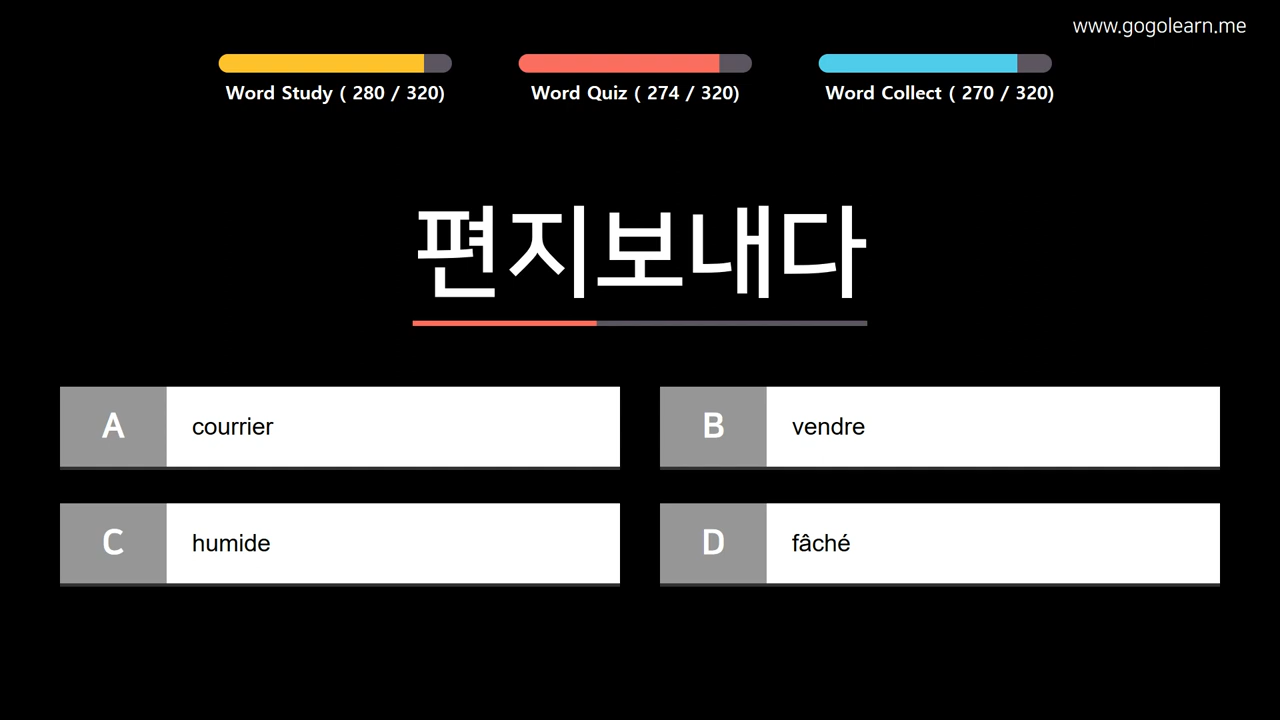 www.gogolearn.me
Word Study ( 280 / 320)
Word Quiz ( 274 / 320)
Word Collect ( 270 / 320)
편지보내다
A courrier
B vendre
C humide
D fâché